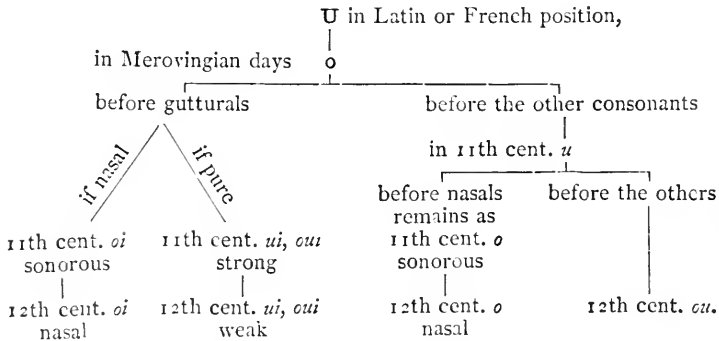 U in Latin or French position,
in Merovingian days o
before gutturals before the other consonants
in 11th cent. u
if nasal if pure
before nasals before the others
remains as
11th cent. oi 11th cent. ui, oui 11th cent. o
sonorous strong sonorous
12th cent. oi 12th cent. ui, oui 12th cent. o 12th cent. ou.
nasal weak nasal